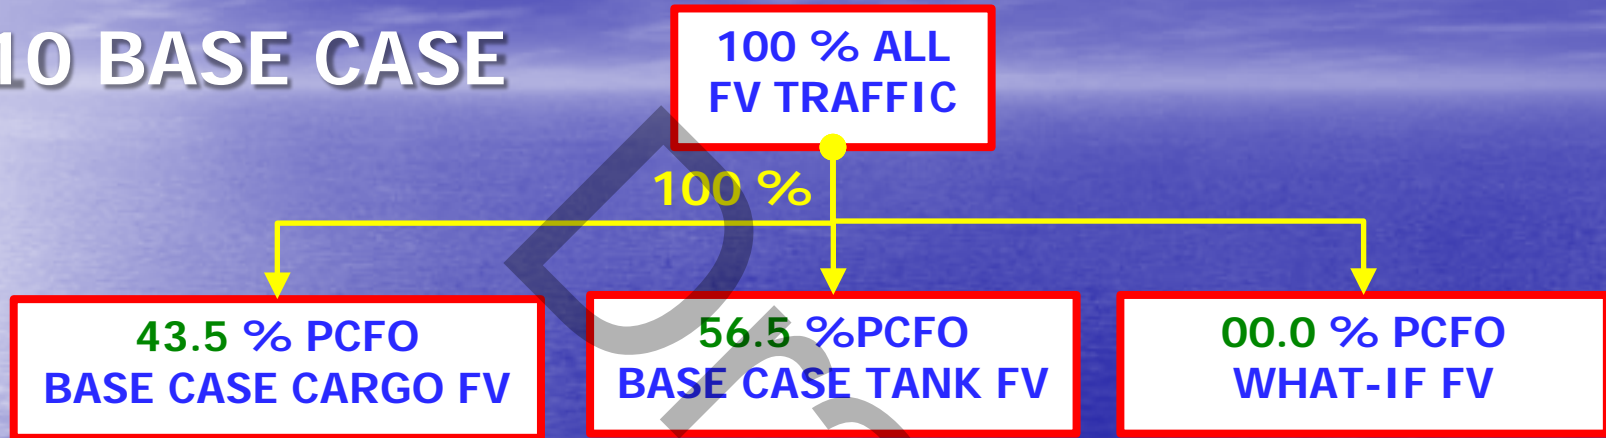 10 BASE CASE
100 % ALL
FV TRAFFIC
100 %
43.5 % PCFO
BASE CASE CARGO FV
56.5 %PCFO
BASE CASE TANK FV
00.0 % PCFO
WHAT-IF FV